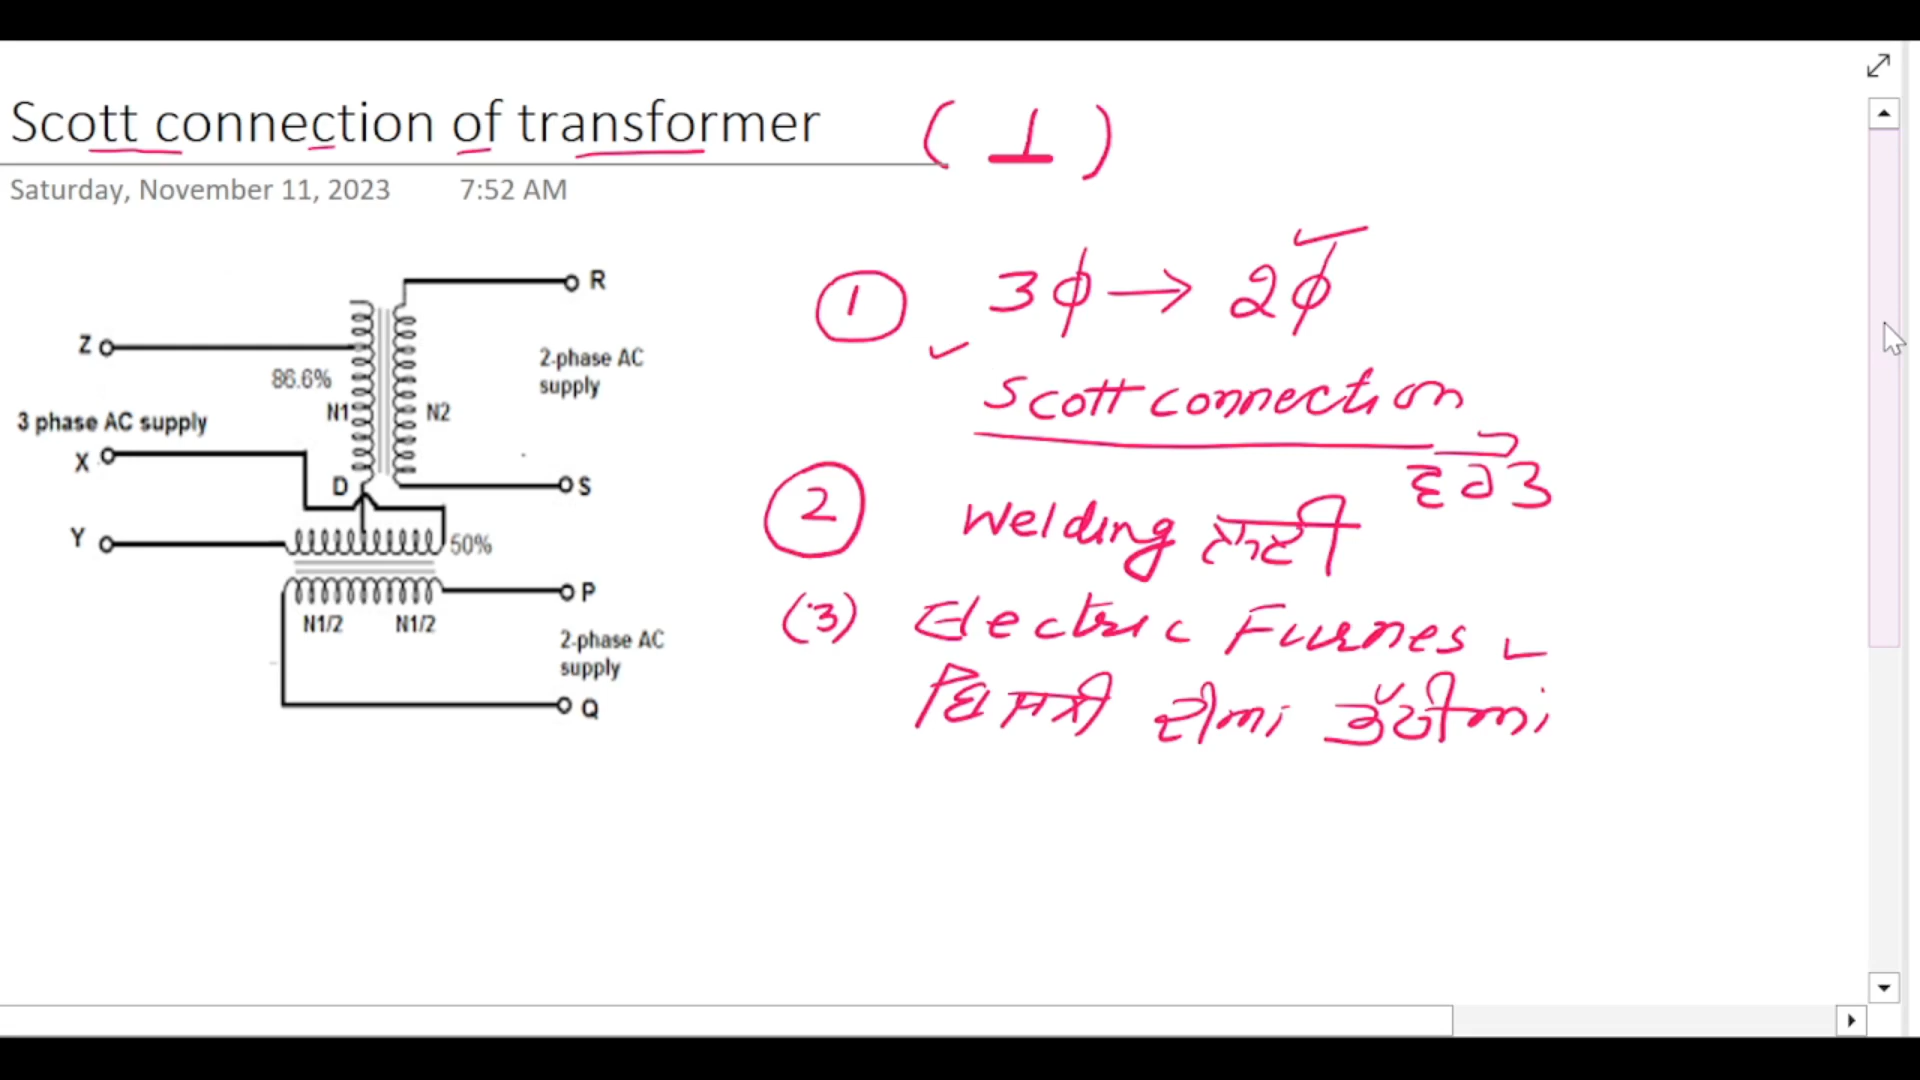 Scott connection of transformer (⊥)
Saturday, November 11, 2023 7:52 AM
R
Z
2-phase AC
supply
86.6%
N1
N2
3 phase AC supply
X
D
S
Y
50%
P
N1/2 N1/2
2-phase AC
supply
Q
1 3ϕ → 2ϕ
Scott connection
2 Welding
(3) Electric Furnes